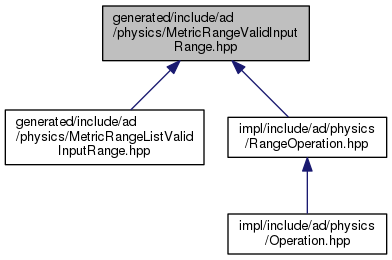 generated/include/ad
/physics/MetricRangeValidInput
Range.hpp
generated/include/ad
/physics/MetricRangeListValid
InputRange.hpp
impl/include/ad/physics
/RangeOperation.hpp
impl/include/ad/physics
/Operation.hpp